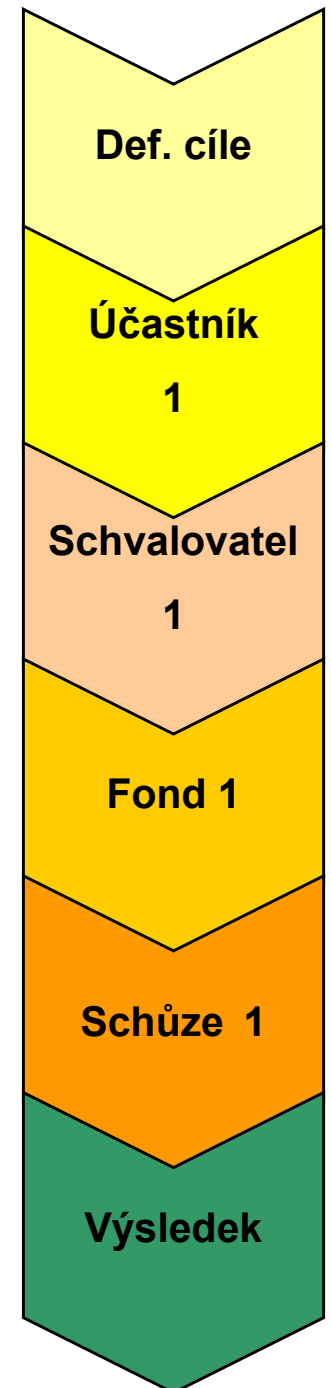 Def. cíle
Účastník
1
Schvalovatel
1
Fond 1
Schůze 1
Výsledek